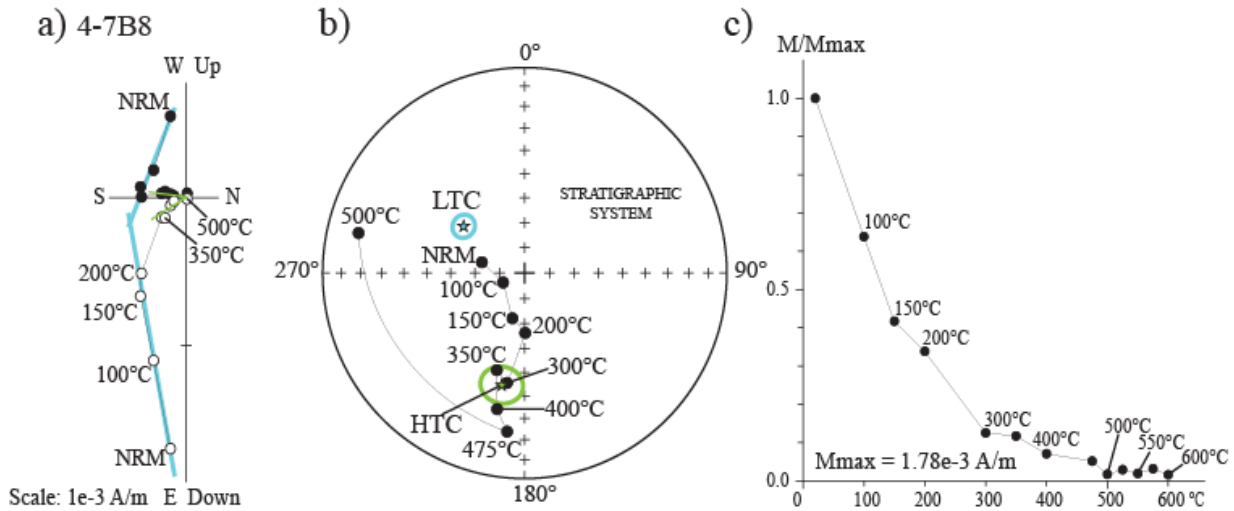 a) 4-7B8
W Up
NRM
S
N
500°C
350°C
200°C
150°C
100°C
NRM
Scale: 1e-3 A/m E Down
b)
0°
STRATIGRAPHIC
SYSTEM
LTC
500°C
NRM
270°
90°
100°C
150°C
200°C
350°C
300°C
HTC
400°C
475°C
180°
c)
M/Mmax
1.0
100°C
0.5
150°C
200°C
300°C
400°C
500°C
550°C
600°C
Mmax = 1.78e-3 A/m
0.0
0 100 200 300 400 500 600 °C